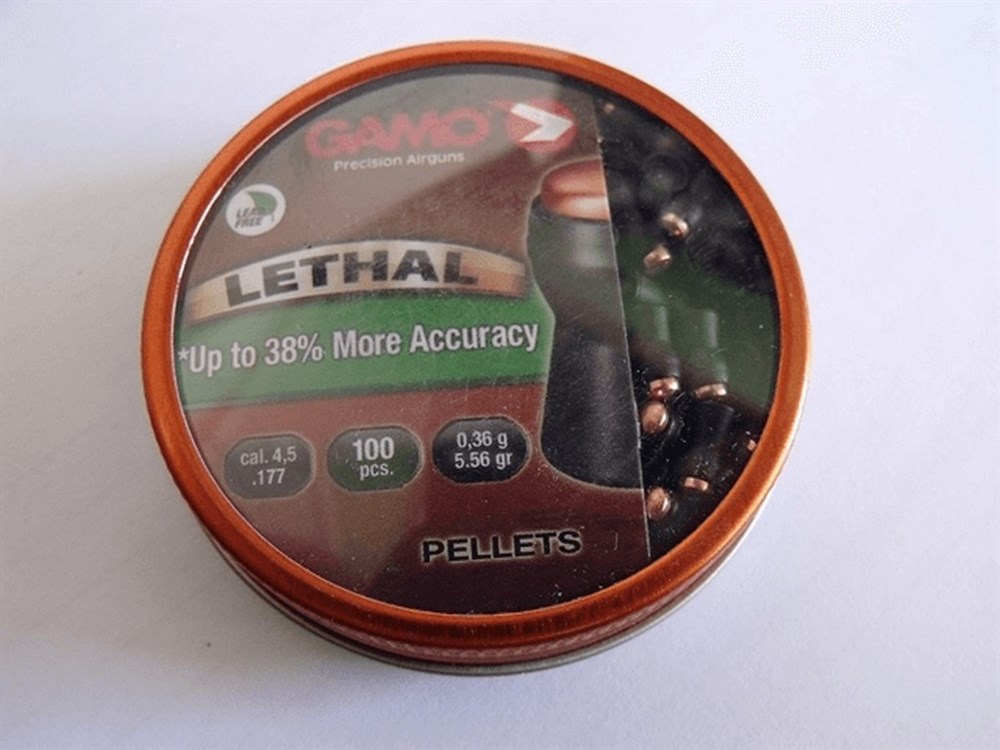 GAMO
Precision Airguns
LEAD
FREE
LETHAL
*Up to 38% More Accuracy
cal. 4,5
.177
100
pcs.
0,36 g
5.56 gr
PELLETS